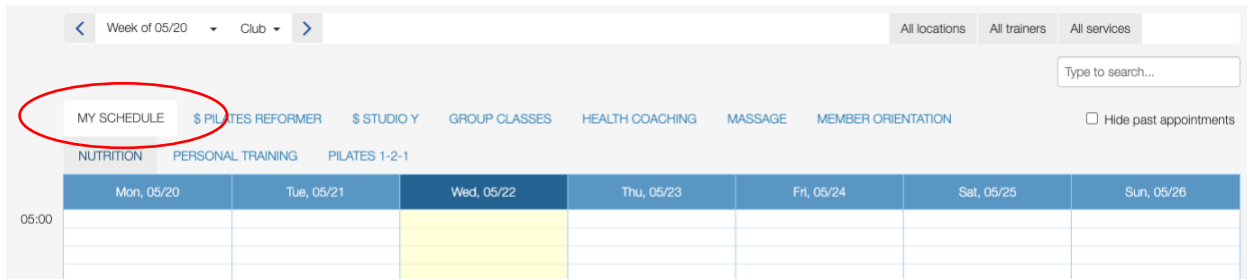 Week of 05/20 Club All locations All trainers All services
Type to search...
MY SCHEDULE $ PILATES REFORMER $ STUDIO Y GROUP CLASSES HEALTH COACHING MASSAGE MEMBER ORIENTATION Hide past appointments
NUTRITION PERSONAL TRAINING PILATES 1-2-1
Mon, 05/20 Tue, 05/21 Wed, 05/22 Thu, 05/23 Fri, 05/24 Sat, 05/25 Sun, 05/26
05:00